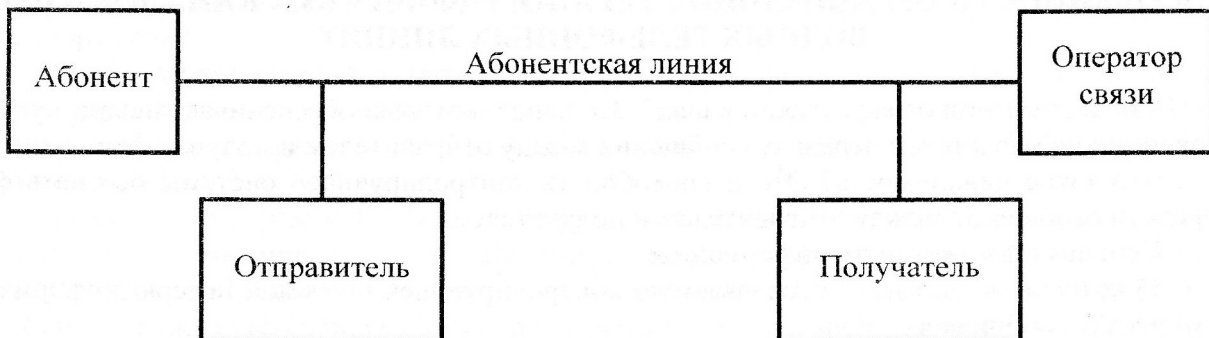 Абонент
Абонентская линия
Оператор
связи
Отправитель
Получатель